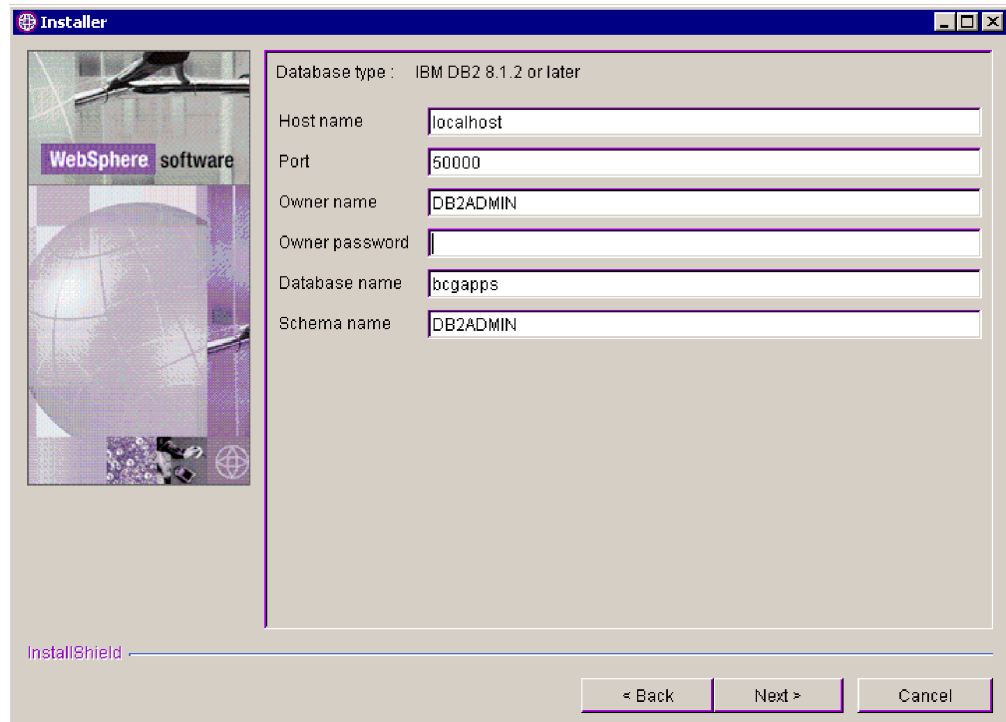 Installer
WebSphere software
Database type : IBM DB2 8.1.2 or later
Host name localhost
Port 50000
Owner name DB2ADMIN
Owner password
Database name bcgapps
Schema name DB2ADMIN
InstallShield
< Back Next > Cancel